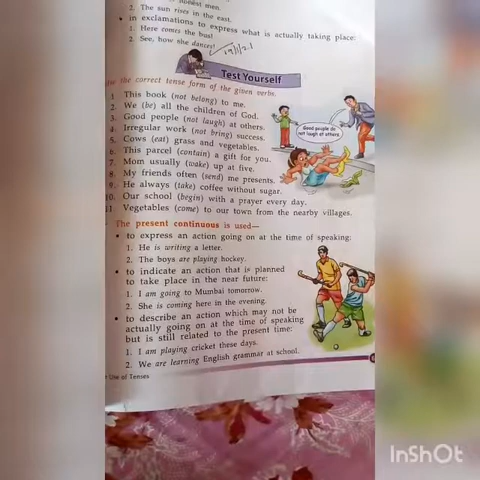 honest men.
2. The sun rises in the east.
• in exclamations to express what is actually taking place:
1. Here comes the bus!
2. See, how she dances!
Test Yourself
the correct tense form of the given verbs.
1 This book (not belong) to me.
2. We (be) all the children of God.
3. Good people (not laugh) at others.
4. Irregular work (not bring) success.
5. Cows (eat) grass and vegetables.
6. This parcel (contain) a gift for you.
7. Mom usually (wake) up at five.
8. My friends often (send) me presents.
9. He always (take) coffee without sugar.
10. Our school (begin) with a prayer every day.
11 Vegetables (come) to our town from the nearby villages.
Good people do
not laugh at others
The present continuous is used—
• to express an action going on at the time of speaking:
1. He is writing a letter.
2. The boys are playing hockey.
• to indicate an action that is planned
to take place in the near future:
1. I am going to Mumbai tomorrow.
2. She is coming here in the evening.
• to describe an action which may not be
actually going on at the time of speaking
but is still related to the present time:
1. I am playing cricket these days.
2. We are learning English grammar at school.
Use of Tenses
InShOt